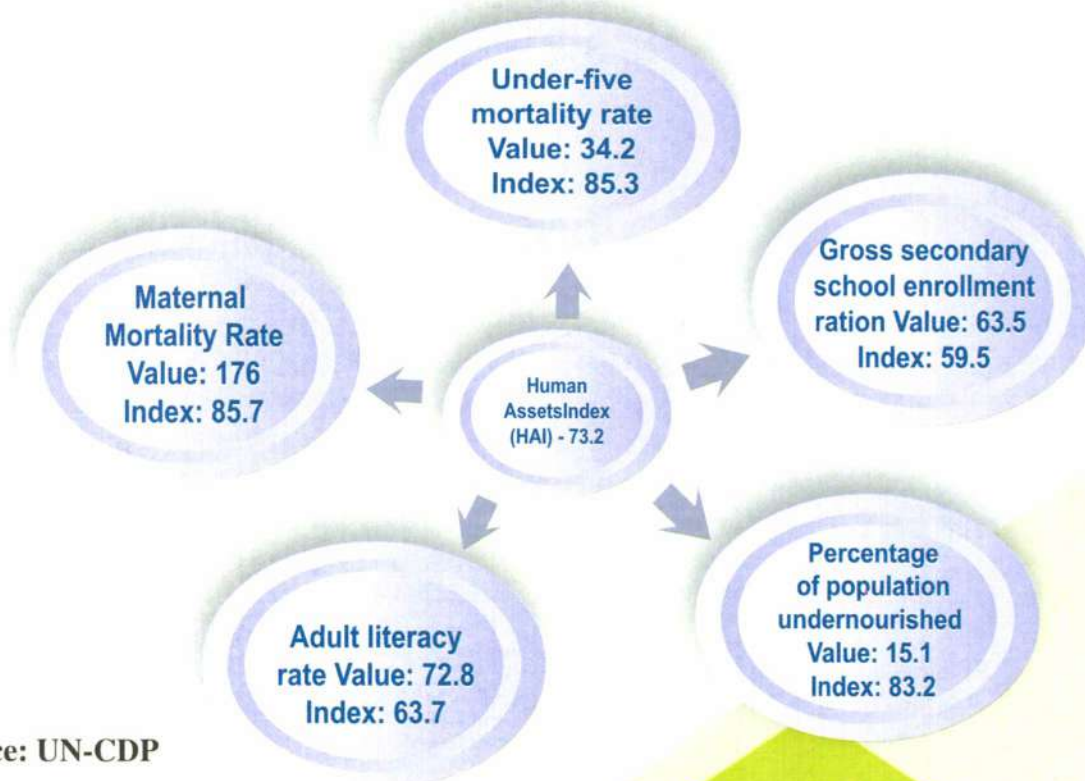 Under-five
mortality rate
Value: 34.2
Index: 85.3
Gross secondary
school enrollment
ration Value: 63.5
Index: 59.5
Maternal
Mortality Rate
Value: 176
Index: 85.7
Human
AssetsIndex
(HAI) - 73.2
Percentage
of population
undernourished
Value: 15.1
Index: 83.2
Adult literacy
rate Value: 72.8
Index: 63.7
ce: UN-CDP